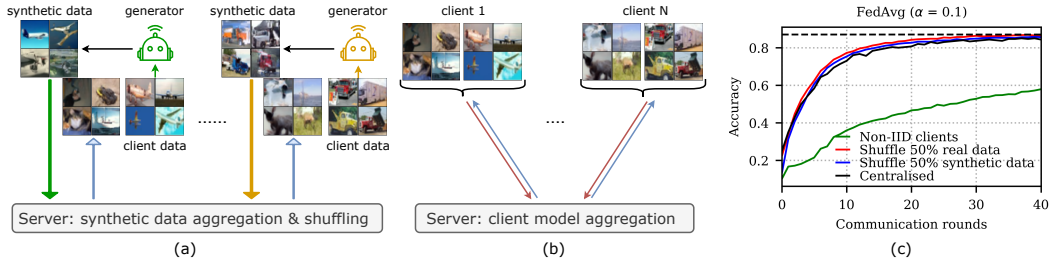 synthetic data
generator
synthetic data
generator
client data
......
client data
Server: synthetic data aggregation & shuffling
(a)
client 1
client N
....
Server: client model aggregation
(b)
FedAvg (α = 0.1)
Accuracy
0.8
0.6
0.4
0.2
Non-IID clients
Shuffle 50% real data
Shuffle 50% synthetic data
Centralised
0
10
20
30
40
Communication rounds
(c)